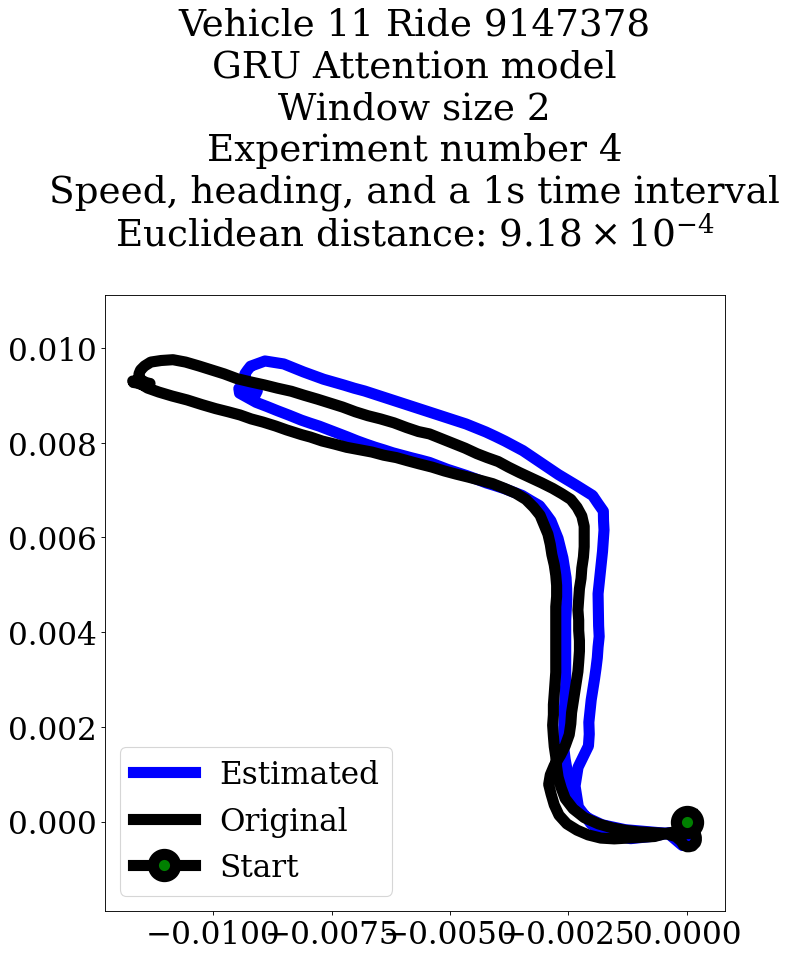 Vehicle 11 Ride 9147378
GRU Attention model
Window size 2
Experiment number 4
Speed, heading, and a 1s time interval
Euclidean distance: 9.18 × 10⁻⁴
0.010
0.008
0.006
0.004
0.002
0.000
Estimated
Original
Start
−0.0100 −0.0075 −0.0050 −0.0025 0.0000